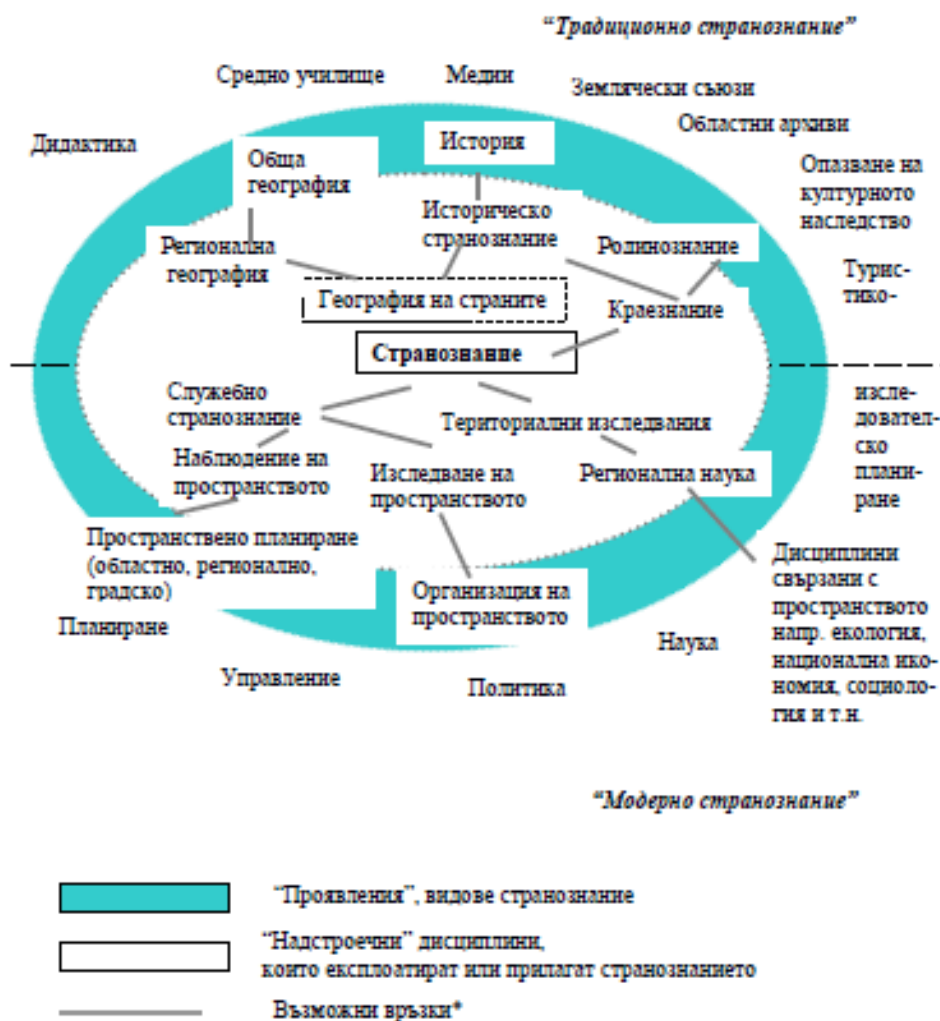 “Традиционно странознание”
Средно училище
Медии
Землячески съюзи
Областни архиви
Дидактика
История
Обща
география
Опазване на
културното
наследство
Историческо
странознание
Родинознание
Регионална
география
Турис-
тико-
География на страните
Краезнание
Странознание
Служебно
странознание
изсле-
довател-
ско
плани-
ране
Териториални изследвания
Наблюдение на
пространството
Изследване на
пространството
Регионална наука
Пространствено планиране
(областно, регионално,
градско)
Организация на
пространството
Дисциплини
свързани с
пространството
напр. екология,
национална ико-
номия, социоло-
гия и т.н.
Планиране
Наука
Управление
Политика
“Модерно странознание”
“Проявления”, видове странознание
“Надстроечни” дисциплини,
които експлоатират или прилагат странознанието
Възможни връзки*